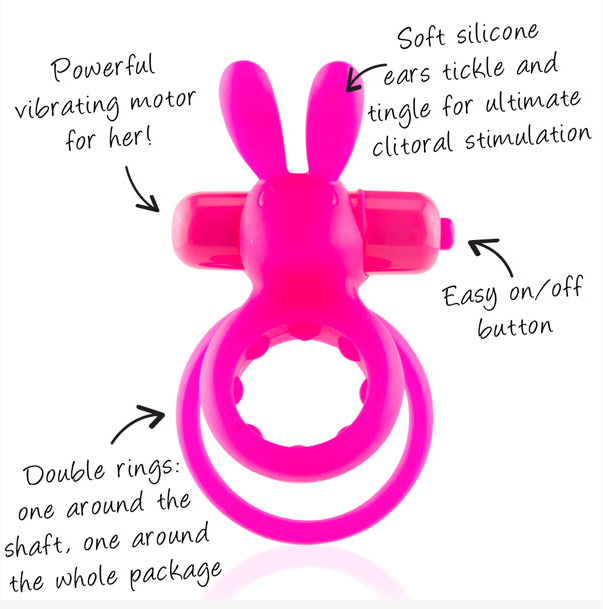 Powerful
vibrating motor
for her!
Soft silicone
ears tickle and
tingle for ultimate
clitoral stimulation
Easy on/off
button
Double rings:
one around the
shaft, one around
the whole package